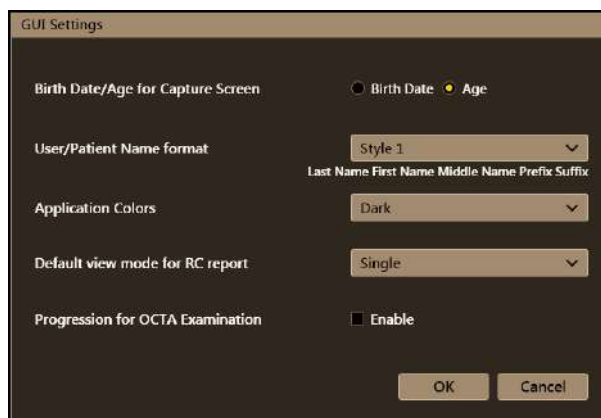 GUI Settings
Birth Date/Age for Capture Screen Birth Date Age
User/Patient Name format Style 1
Last Name First Name Middle Name Prefix Suffix
Application Colors Dark
Default view mode for RC report Single
Progression for OCTA Examination Enable
OK Cancel